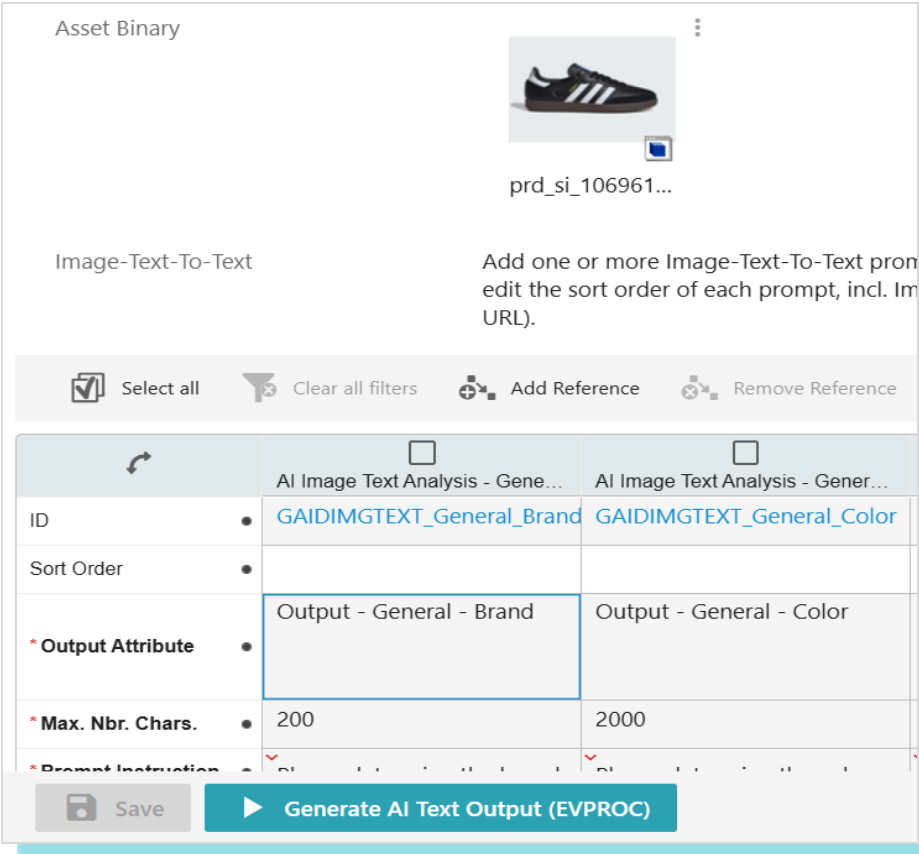 Asset Binary
prd_si_106961...
Image-Text-To-Text
Add one or more Image-Text-To-Text
edit the sort order of each prompt, incl.
URL).
Select all
Clear all filters
Add Reference
Remove Reference
AI Image Text Analysis - Gene...
AI Image Text Analysis - Gener...
ID
GAIDIMGTEXT_General_Brand
GAIDIMGTEXT_General_Color
Sort Order
* Output Attribute
Output - General - Brand
Output - General - Color
* Max. Nbr. Chars.
200
2000
* Prompt Instruction
Save
Generate AI Text Output (EVPROC)